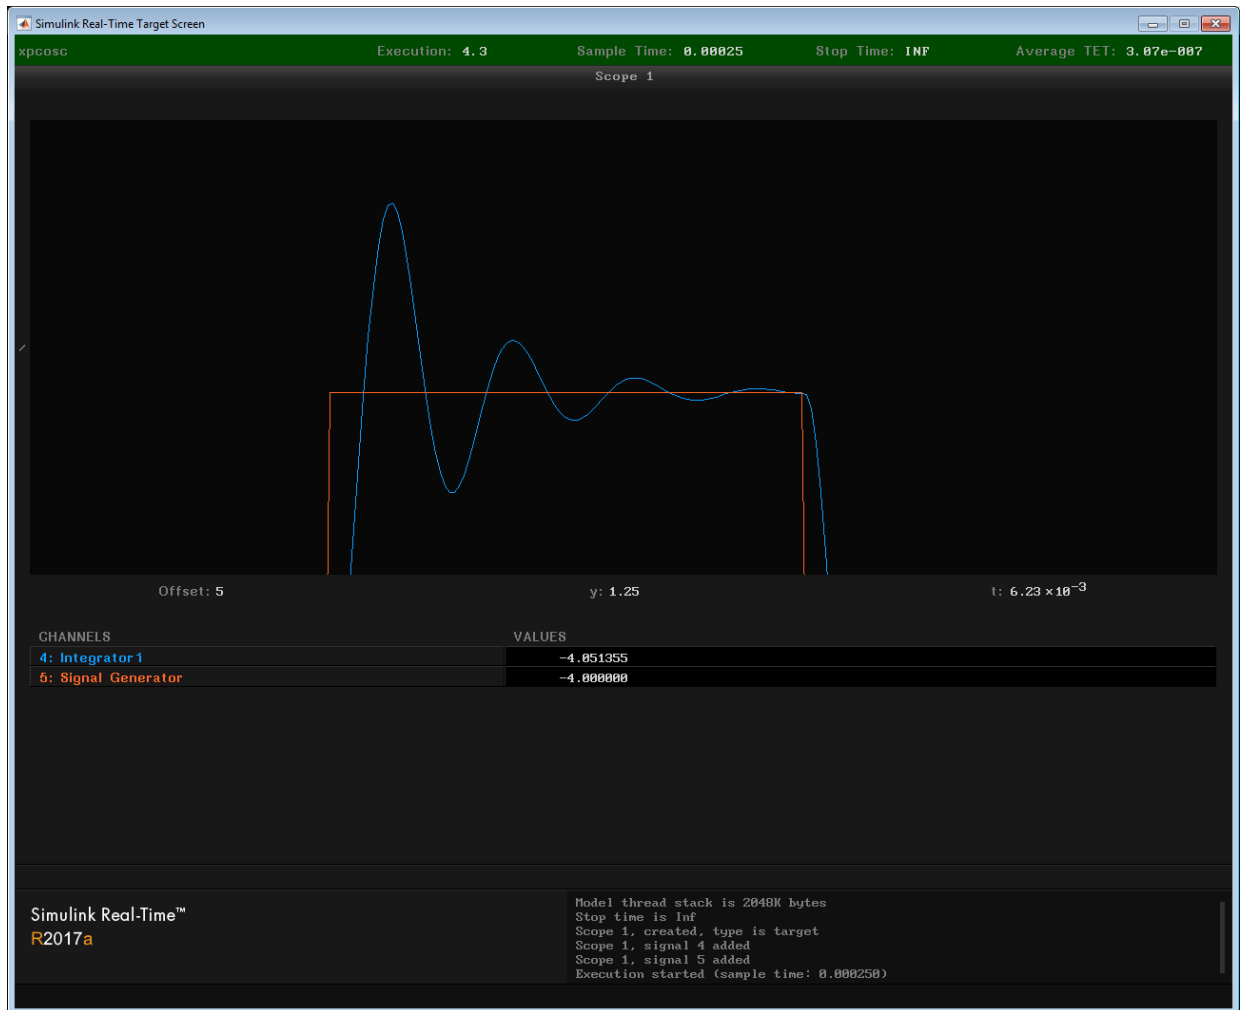 Simulink Real-Time Target Screen
xpcosc Execution: 4.3 Sample Time: 0.00025 Stop Time: INF Average TET: 3.07e-007
Scope 1
Offset: 5 y: 1.25 t: 6.23 ×10⁻³
CHANNELS VALUES
4: Integrator1 -4.051355
5: Signal Generator -4.000000
Simulink Real-Time™
R2017a
Model thread stack is 2048K bytes
Stop time is Inf
Scope 1, created, type is target
Scope 1, signal 4 added
Scope 1, signal 5 added
Execution started (sample time: 0.000250)